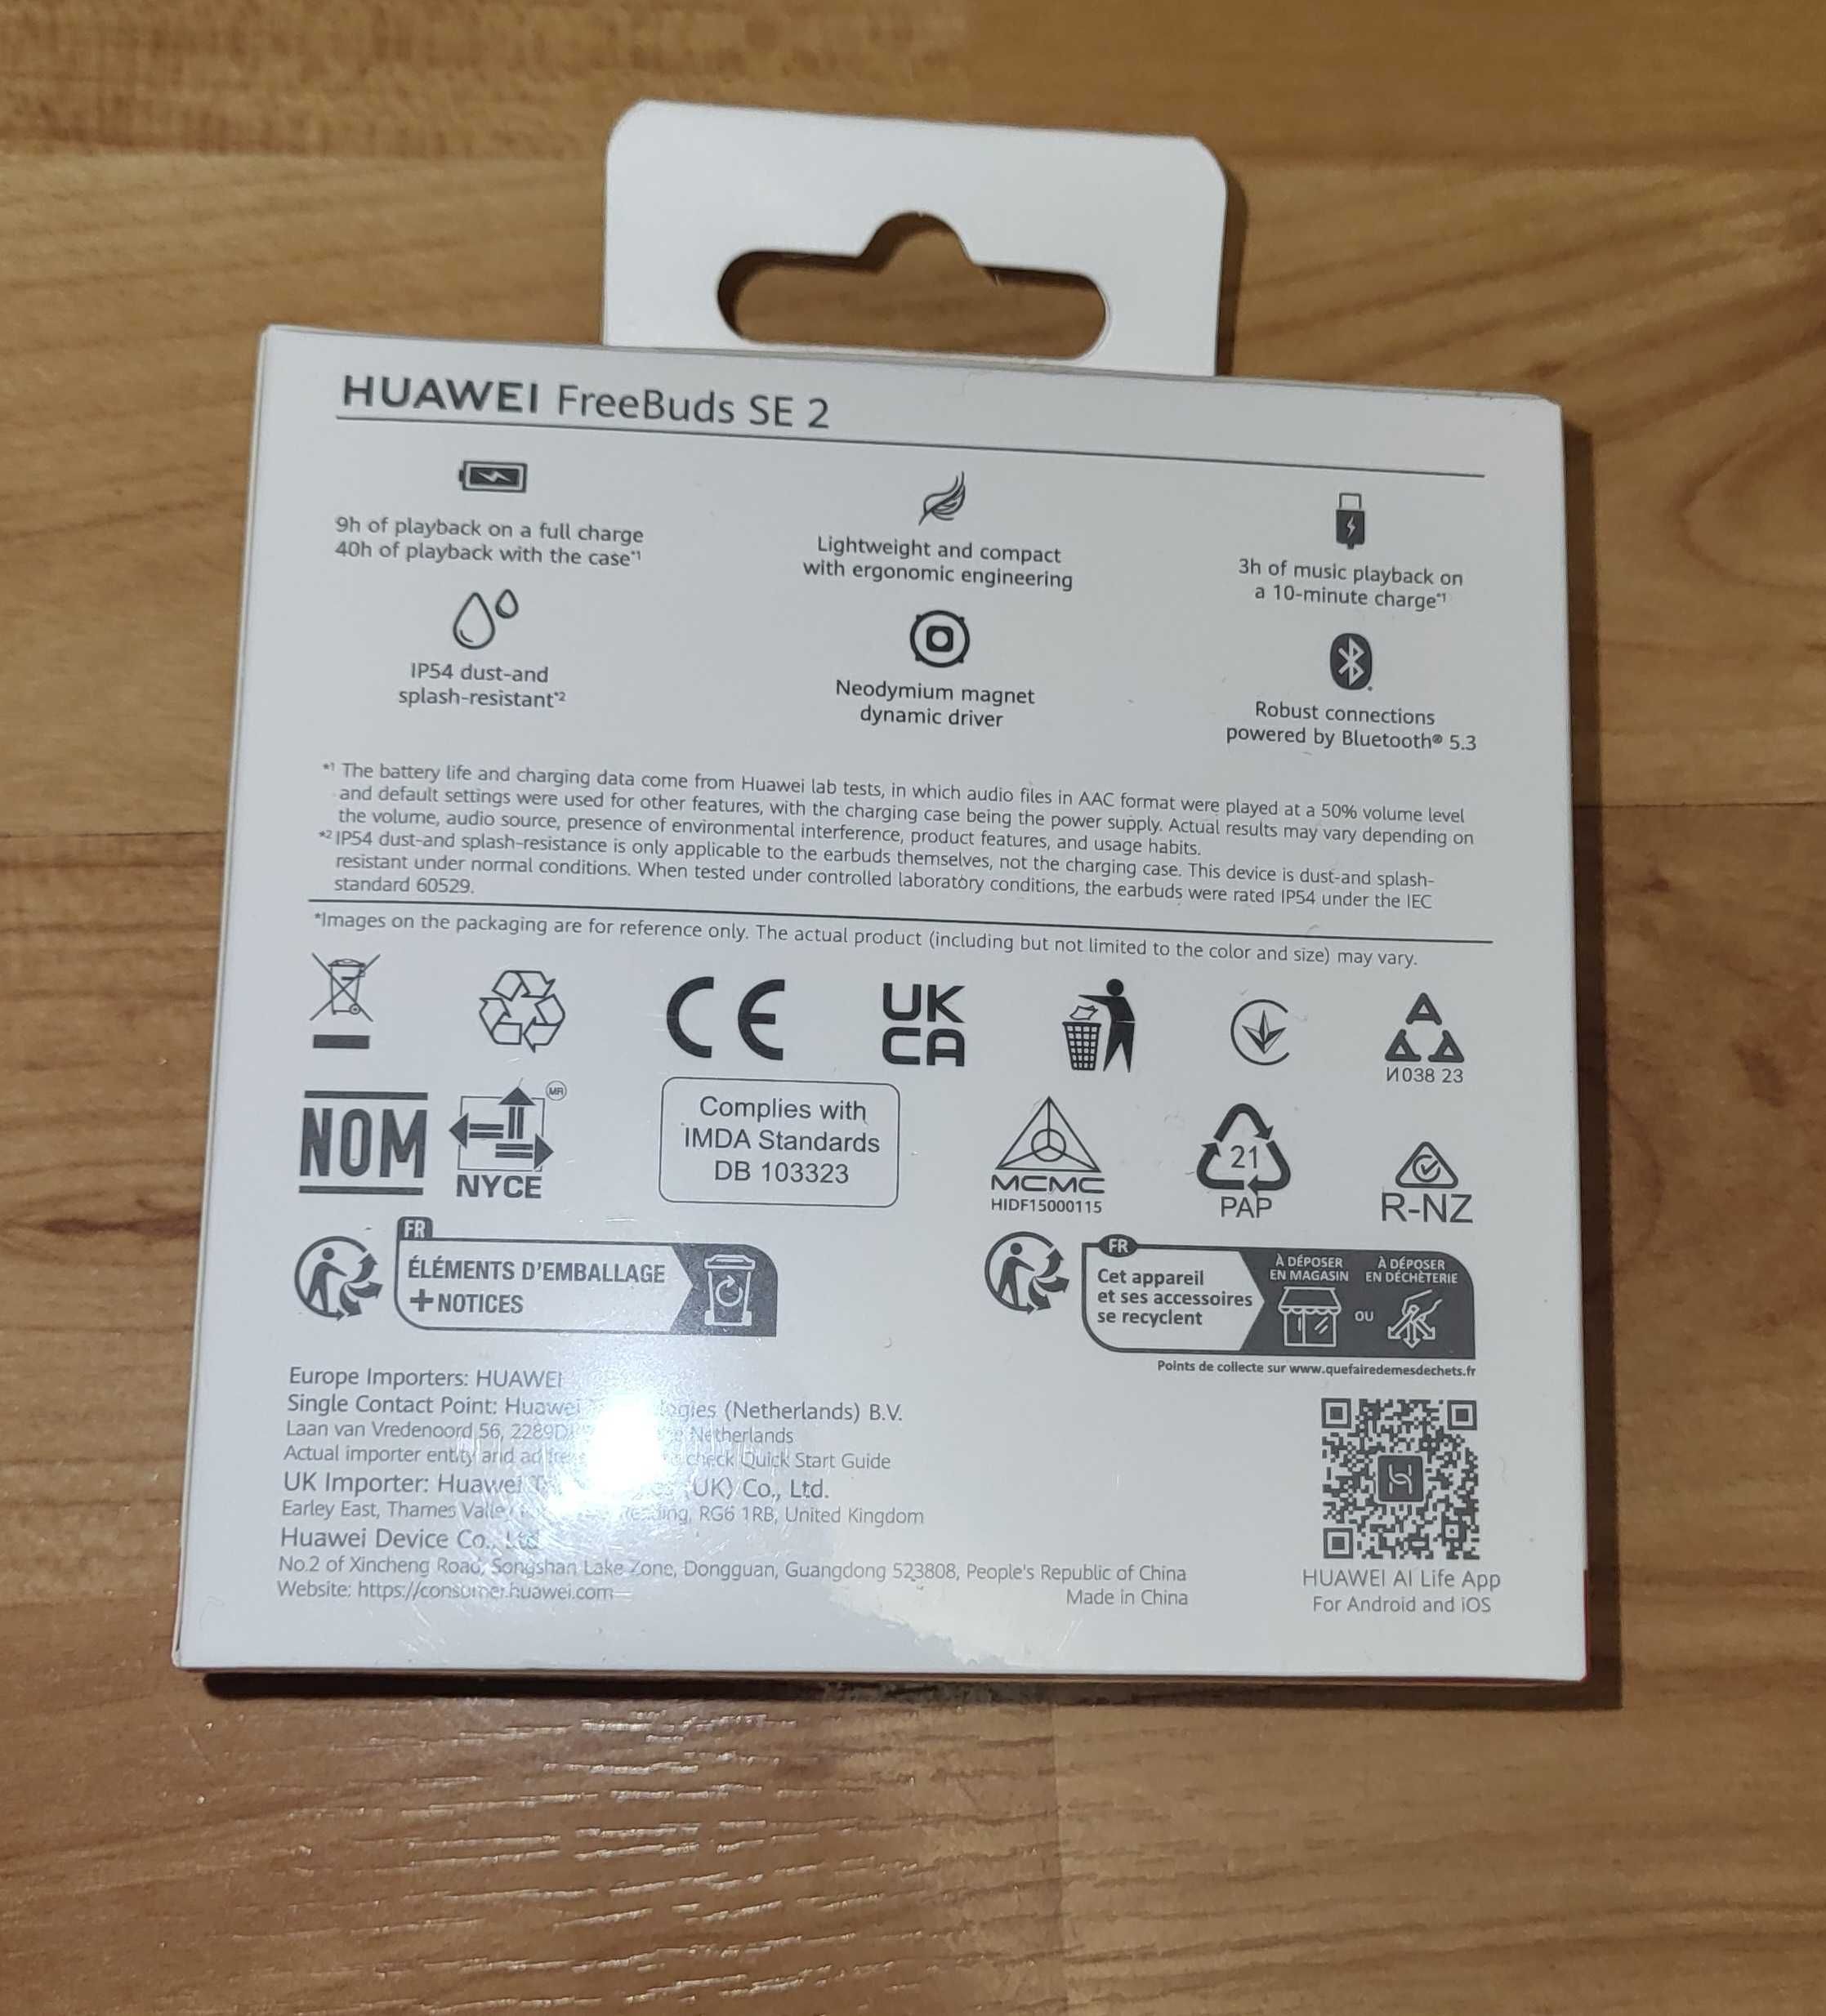 HUAWEI FreeBuds SE 2
9h of playback on a full charge
40h of playback with the case*1
Lightweight and compact
with ergonomic engineering
3h of music playback on
a 10-minute charge*1
IP54 dust-and
splash-resistant*2
Neodymium magnet
dynamic driver
Robust connections
powered by Bluetooth® 5.3
*1 The battery life and charging data come from Huawei lab tests, in which audio files in AAC format were played at a 50% volume level
and default settings were used for other features, with the charging case being the power supply. Actual results may vary depending on
the volume, audio source, presence of environmental interference, product features, and usage habits.
*2 IP54 dust-and splash-resistance is only applicable to the earbuds themselves, not the charging case. This device is dust-and splash-
resistant under normal conditions. When tested under controlled laboratory conditions, the earbuds were rated IP54 under the IEC
standard 60529.
*Images on the packaging are for reference only. The actual product (including but not limited to the color and size) may vary.
CE
UK
CA
И038 23
NOM
MR
NYCE
Complies with
IMDA Standards
DB 103323
MCMC
HIDF15000115
21
PAP
R-NZ
FR
ÉLÉMENTS D'EMBALLAGE
+NOTICES
FR
Cet appareil
et ses accessoires
se recyclent
À DÉPOSER
EN MAGASIN
OU
À DÉPOSER
EN DÉCHÈTERIE
Points de collecte sur www.quefairedemesdechets.fr
Europe Importers: HUAWEI
Single Contact Point: Huawei (Netherlands) B.V.
Laan van Vredenoord 56, Netherlands
Actual importer entity and check Quick Start Guide
UK Importer: Huawei (UK) Co., Ltd.
Earley East, Thames RG6 1RB, United Kingdom
Huawei Device Co., Ltd
No.2 of Xincheng Road, Songshan Lake Zone, Dongguan, Guangdong 523808, People's Republic of China
Website: https://consumer.huawei.com
Made in China
HUAWEI AI Life App
For Android and iOS